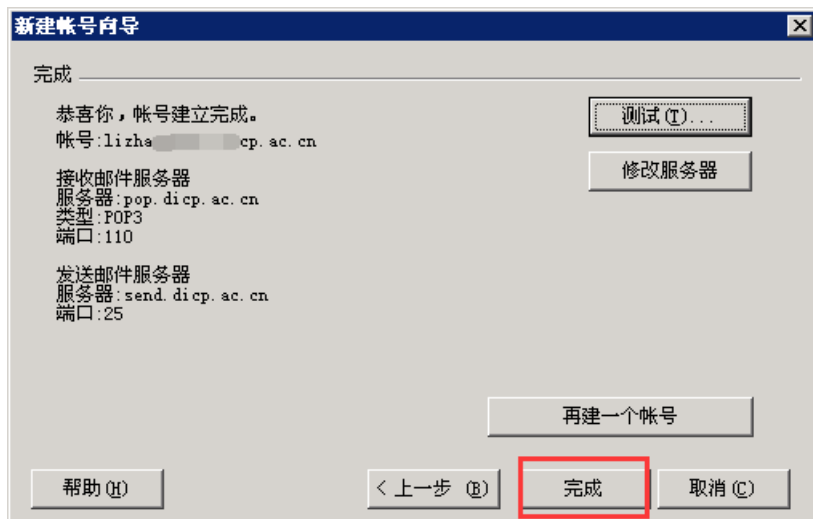 新建帐号向导
完成
恭喜你，帐号建立完成。
帐号:lizha cp.ac.cn
接收邮件服务器
服务器:pop.dicp.ac.cn
类型:POP3
端口:110
发送邮件服务器
服务器:send.dicp.ac.cn
端口:25
测试(T)...
修改服务器
再建一个帐号
帮助(H)
< 上一步 (B)
完成
取消(C)